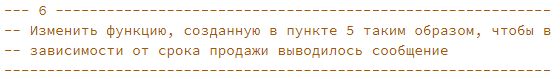 --- 6 ----------------------------------------------------------------
-- Изменить функцию, созданную в пункте 5 таким образом, чтобы в
-- зависимости от срока продажи выводилось сообщение
----------------------------------------------------------------------